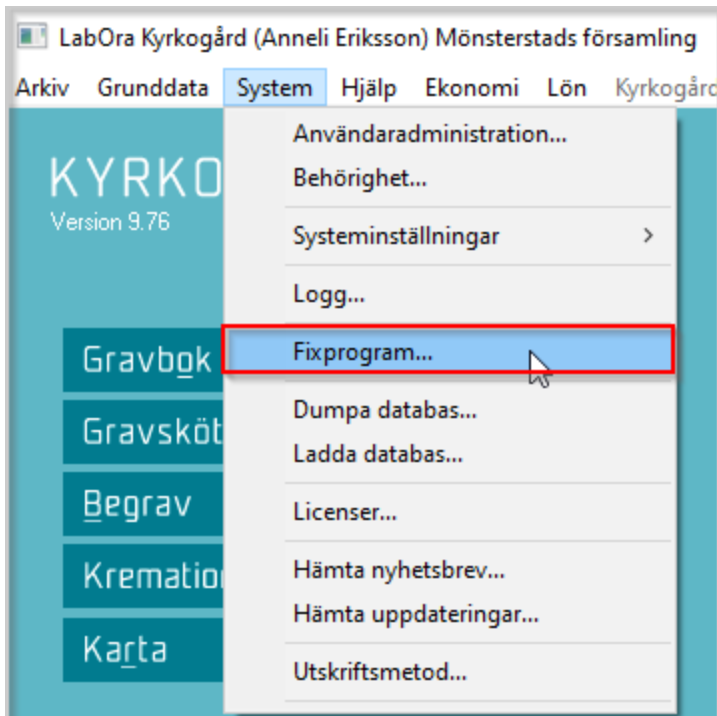 LabOra Kyrkogård (Anneli Eriksson) Mönsterstads församling
Arkiv Grunddata System Hjälp Ekonomi Lön Kyrkogård
KYRKO
Version 9.76
Användaradministration...
Behörighet...
Systeminställningar
Logg...
Fixprogram...
Dumpa databas...
Ladda databas...
Licenser...
Hämta nyhetsbrev...
Hämta uppdateringar...
Utskriftsmetod...
Gravbok
Gravsköt
Begrav
Krematio
Karta